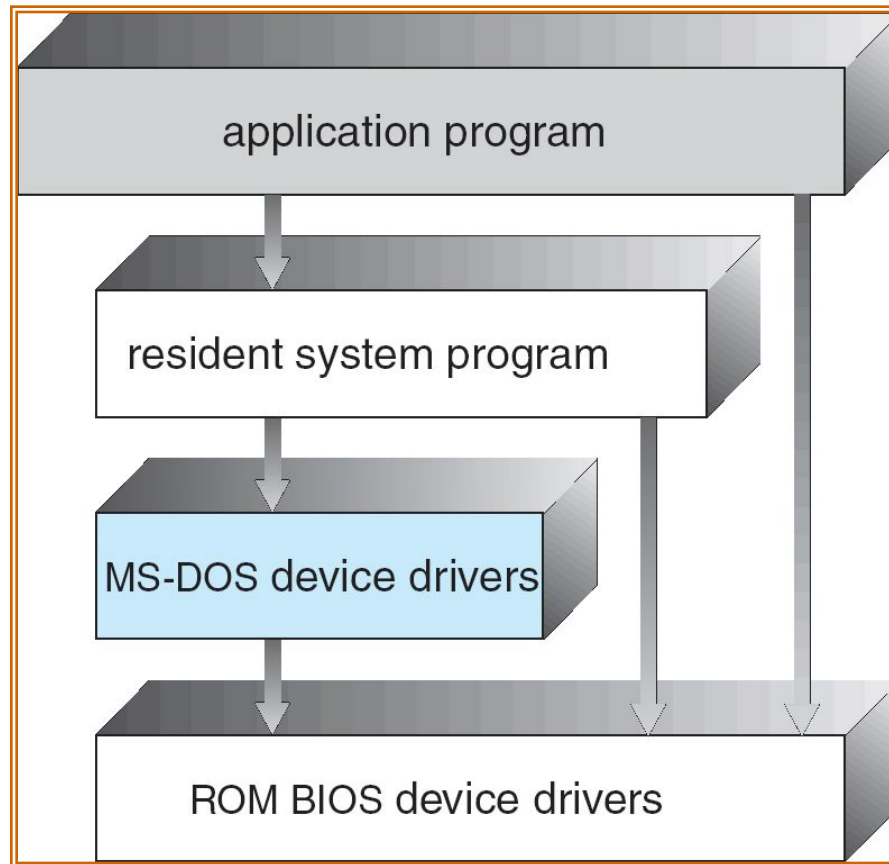 application program
resident system program
MS-DOS device drivers
ROM BIOS device drivers